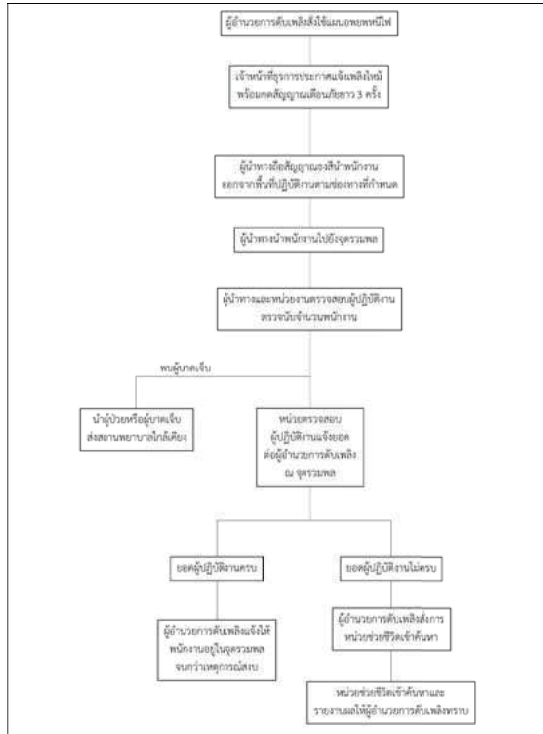 ผู้อำนวยการดับเพลิงสั่งใช้แผนอพยพหนีไฟ
เจ้าหน้าที่ธุรการประกาศแจ้งเพลิงไหม้
พร้อมกดสัญญาณเตือนภัยยาว 3 ครั้ง
ผู้นำทางถือสัญญาณธงสีนำพนักงาน
ออกจากพื้นที่ปฏิบัติงานตามช่องทางที่กำหนด
ผู้นำทางนำพนักงานไปยังจุดรวมพล
ผู้นำทางและหน่วยงานตรวจสอบผู้ปฏิบัติงาน
ตรวจนับจำนวนพนักงาน
พบผู้บาดเจ็บ
นำผู้ป่วยหรือผู้บาดเจ็บ
ส่งสถานพยาบาลใกล้เคียง
หน่วยตรวจสอบ
ผู้ปฏิบัติงานแจ้งยอด
ต่อผู้อำนวยการดับเพลิง
ณ จุดรวมพล
ยอดผู้ปฏิบัติงานครบ
ยอดผู้ปฏิบัติงานไม่ครบ
ผู้อำนวยการดับเพลิงแจ้งให้
พนักงานอยู่ในจุดรวมพล
จนกว่าเหตุการณ์สงบ
ผู้อำนวยการดับเพลิงสั่งการ
หน่วยช่วยชีวิตเข้าค้นหา
หน่วยช่วยชีวิตเข้าค้นหาและ
รายงานผลให้ผู้อำนวยการดับเพลิงทราบ